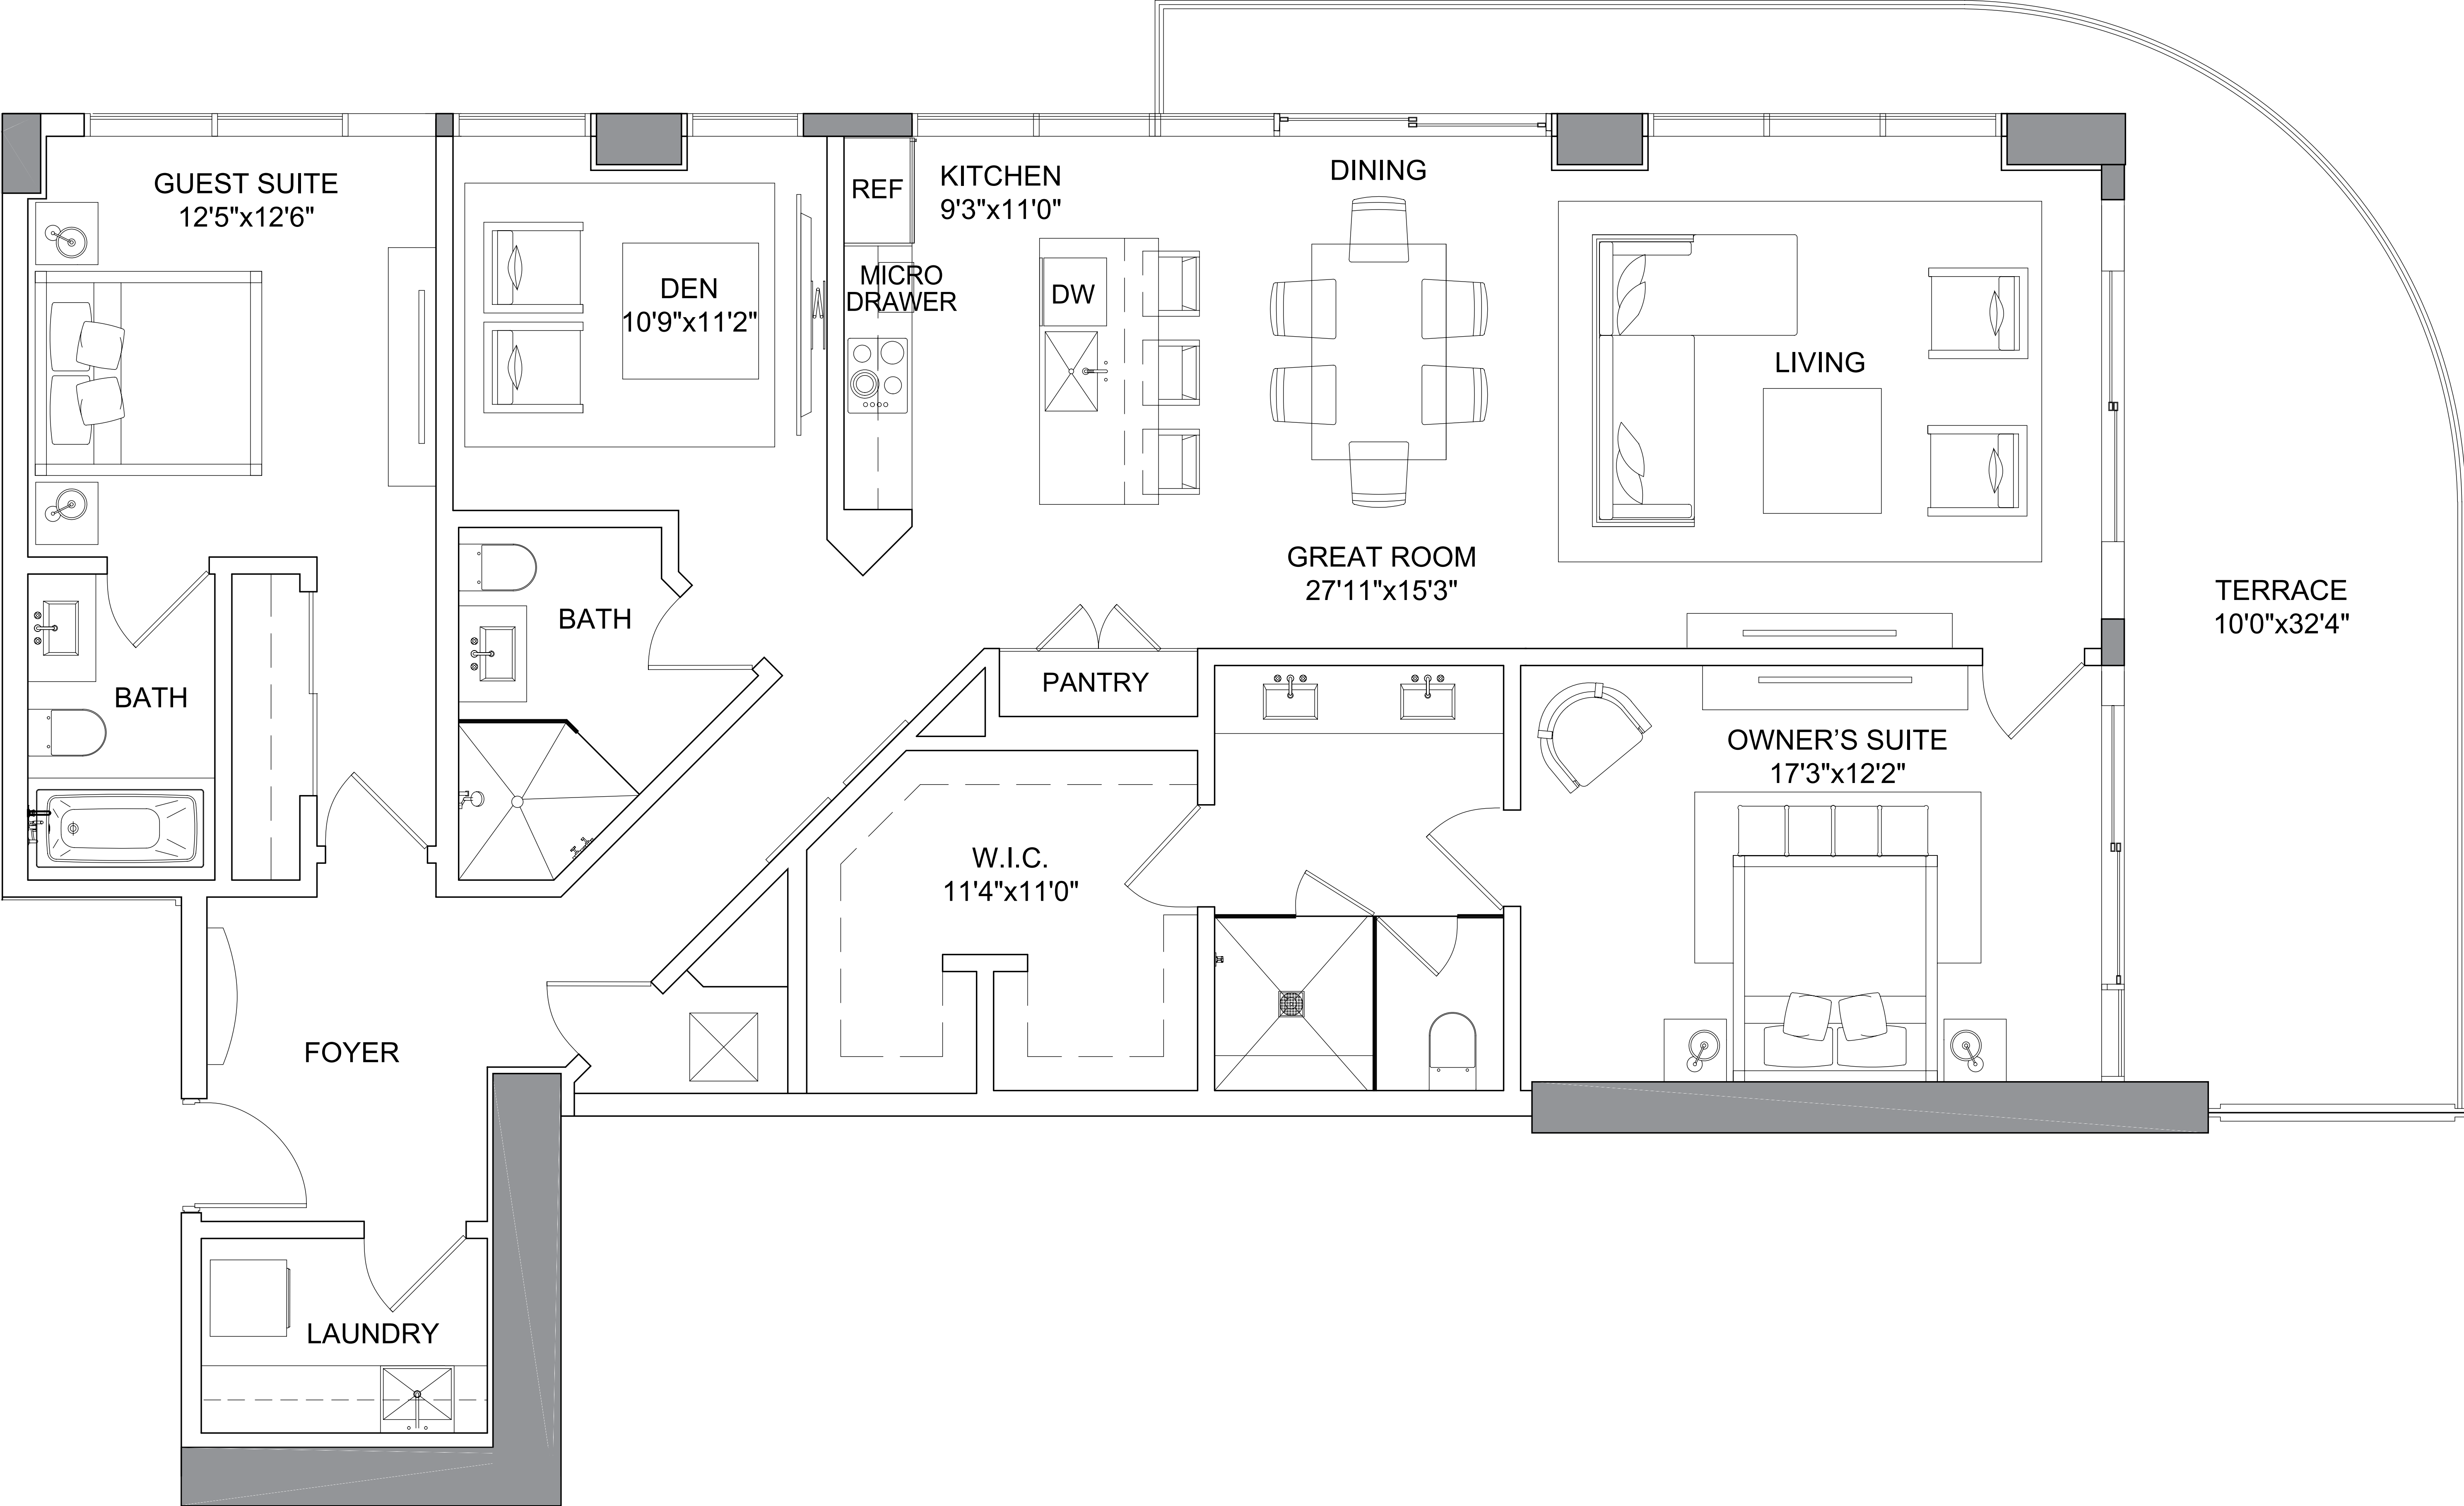 GUEST SUITE
12'5"x12'6"
DEN
10'9"x11'2"
REF
MICRO
DRAWER
KITCHEN
9'3"x11'0"
DW
DINING
LIVING
GREAT ROOM
27'11"x15'3"
TERRACE
10'0"x32'4"
BATH
BATH
PANTRY
OWNER’S SUITE
17'3"x12'2"
W.I.C.
11'4"x11'0"
FOYER
LAUNDRY